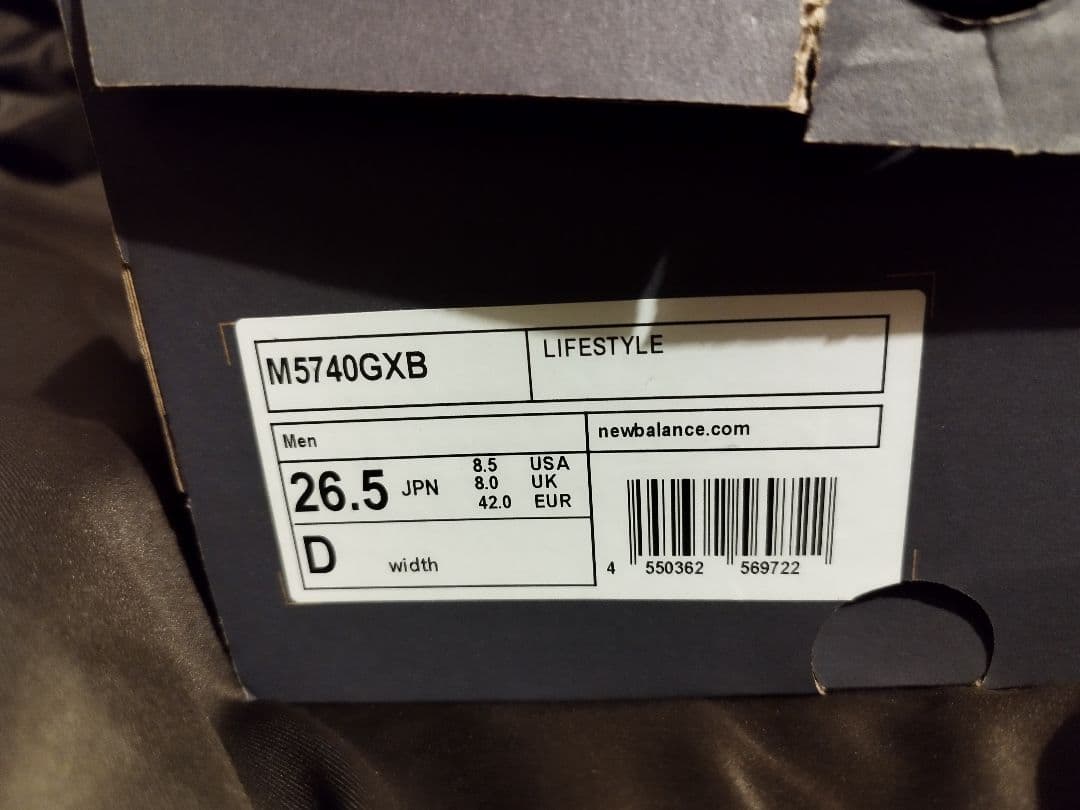 M5740GXB
LIFESTYLE
Men
newbalance.com
26.5 JPN
8.5 USA
8.0 UK
42.0 EUR
D width
4 550362 569722